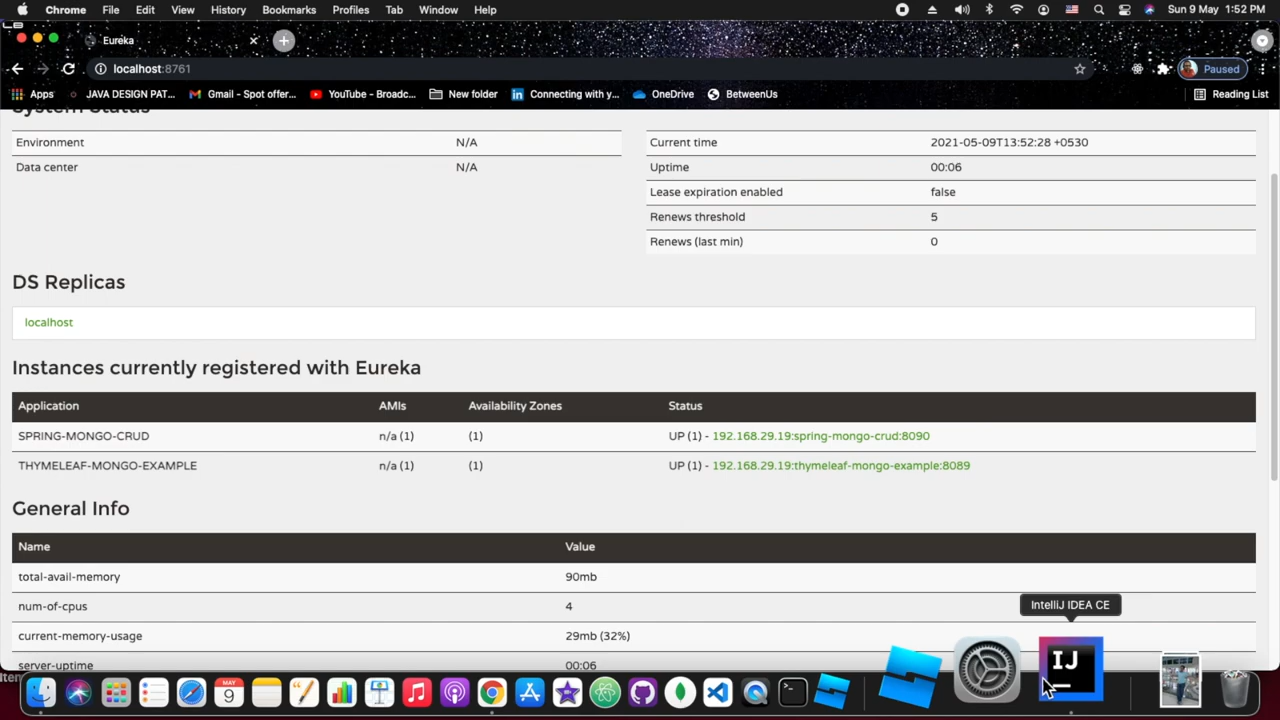 Chrome File Edit View History Bookmarks Profiles Tab Window Help Sun 9 May 1:52 PM
Eureka
localhost:8761 Paused
Apps JAVA DESIGN PAT... Gmail - Spot offer... YouTube - Broadc... New folder Connecting with y... OneDrive BetweenUs Reading List
System Status
Environment N/A Current time 2021-05-09T13:52:28 +0530
Data center N/A Uptime 00:06
Lease expiration enabled false
Renews threshold 5
Renews (last min) 0
DS Replicas
localhost
Instances currently registered with Eureka
Application AMIs Availability Zones Status
SPRING-MONGO-CRUD n/a (1) (1) UP (1) - 192.168.29.19:spring-mongo-crud:8090
THYMELEAF-MONGO-EXAMPLE n/a (1) (1) UP (1) - 192.168.29.19:thymeleaf-mongo-example:8089
General Info
Name Value
total-avail-memory 90mb
num-of-cpus 4
IntelliJ IDEA CE
current-memory-usage 29mb (32%)
server-uptime 00:06
IJ
MAY
9